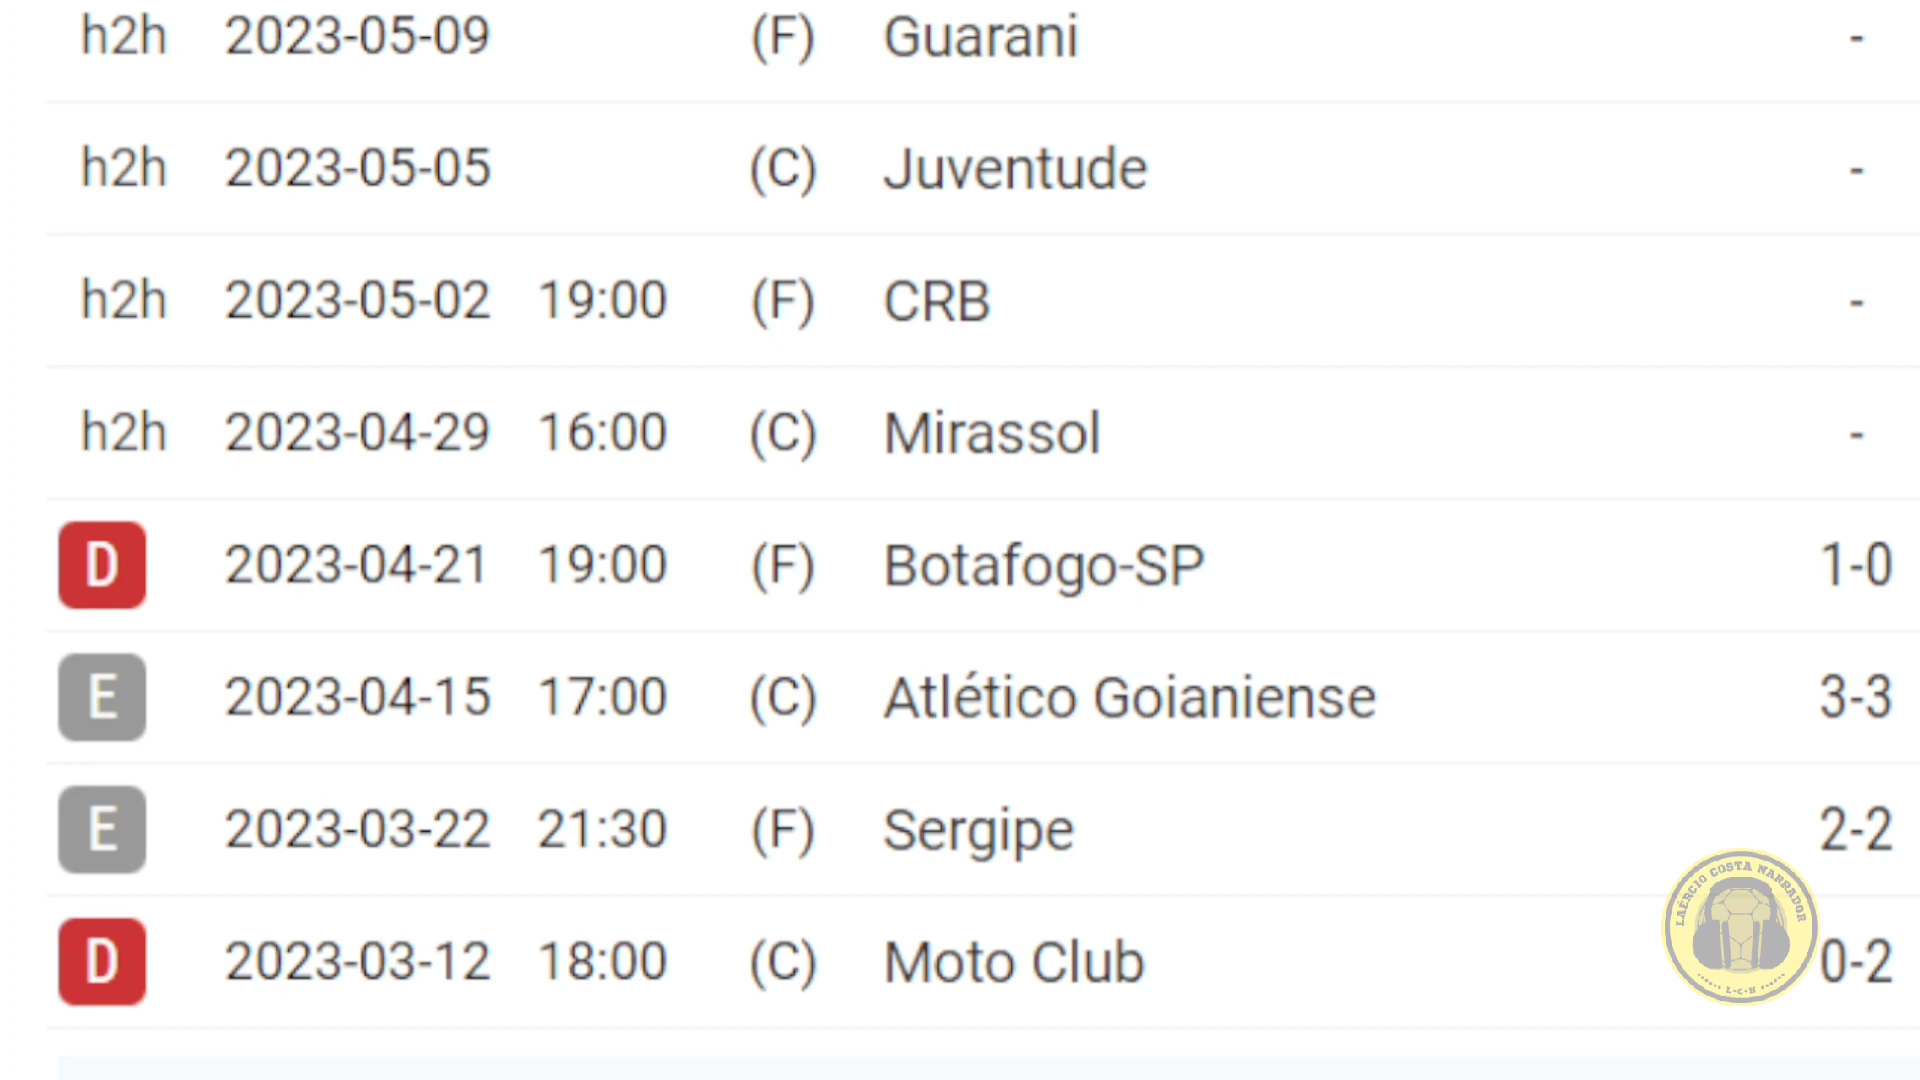 h2h 2023-05-09 (F) Guarani -
h2h 2023-05-05 (C) Juventude -
h2h 2023-05-02 19:00 (F) CRB -
h2h 2023-04-29 16:00 (C) Mirassol -
D 2023-04-21 19:00 (F) Botafogo-SP 1-0
E 2023-04-15 17:00 (C) Atlético Goianiense 3-3
E 2023-03-22 21:30 (F) Sergipe 2-2
D 2023-03-12 18:00 (C) Moto Club 0-2
LAÉRCIO COSTA NARRADOR
L-C-N